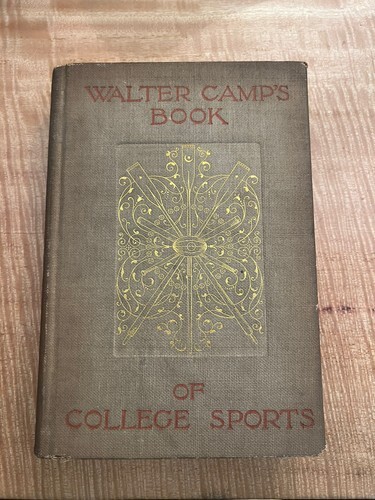 WALTER CAMP'S
BOOK
OF
COLLEGE SPORTS